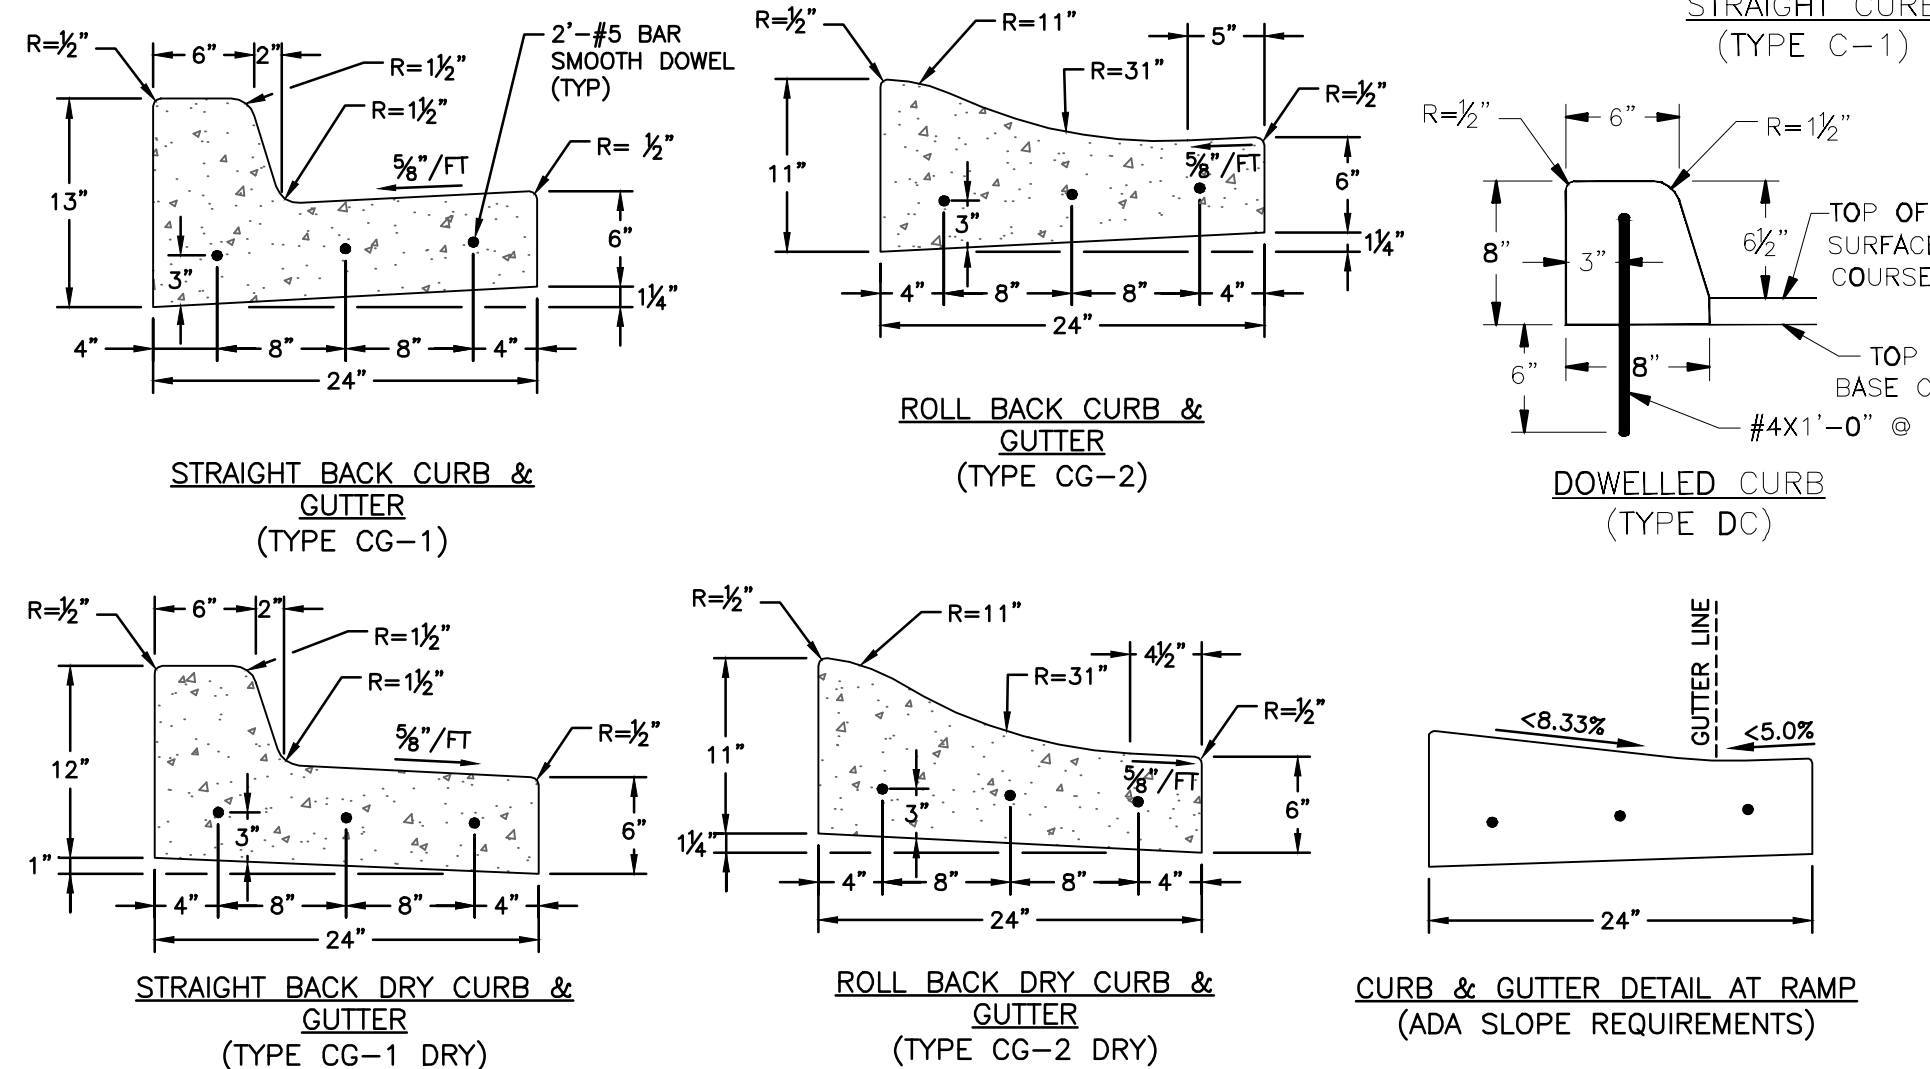 R=½"
6"
2"
R=1½"
R=1½"
2'-#5 BAR
SMOOTH DOWEL
(TYP)
R= ½"
⅝"/FT
13"
3"
6"
1¼"
4"
8"
8"
4"
24"
STRAIGHT BACK CURB &
GUTTER
(TYPE CG-1)
R=½"
R=11"
R=31"
5"
R=½"
⅝"/FT
11"
3"
6"
1¼"
4"
8"
8"
4"
24"
ROLL BACK CURB &
GUTTER
(TYPE CG-2)
STRAIGHT CURB
(TYPE C-1)
R=½"
6"
R=1½"
8"
3"
6½"
TOP OF
SURFACE
COURSE
6"
8"
TOP
BASE
#4X1'-0" @
DOWELLED CURB
(TYPE DC)
R=½"
6"
2"
R=1½"
R=1½"
⅝"/FT
R=½"
12"
3"
6"
1"
4"
8"
8"
4"
24"
STRAIGHT BACK DRY CURB &
GUTTER
(TYPE CG-1 DRY)
R=½"
R=11"
R=31"
4½"
R=½"
⅝"/FT
11"
3"
6"
1¼"
4"
8"
8"
4"
24"
ROLL BACK DRY CURB &
GUTTER
(TYPE CG-2 DRY)
GUTTER LINE
<8.33%
<5.0%
24"
CURB & GUTTER DETAIL AT RAMP
(ADA SLOPE REQUIREMENTS)